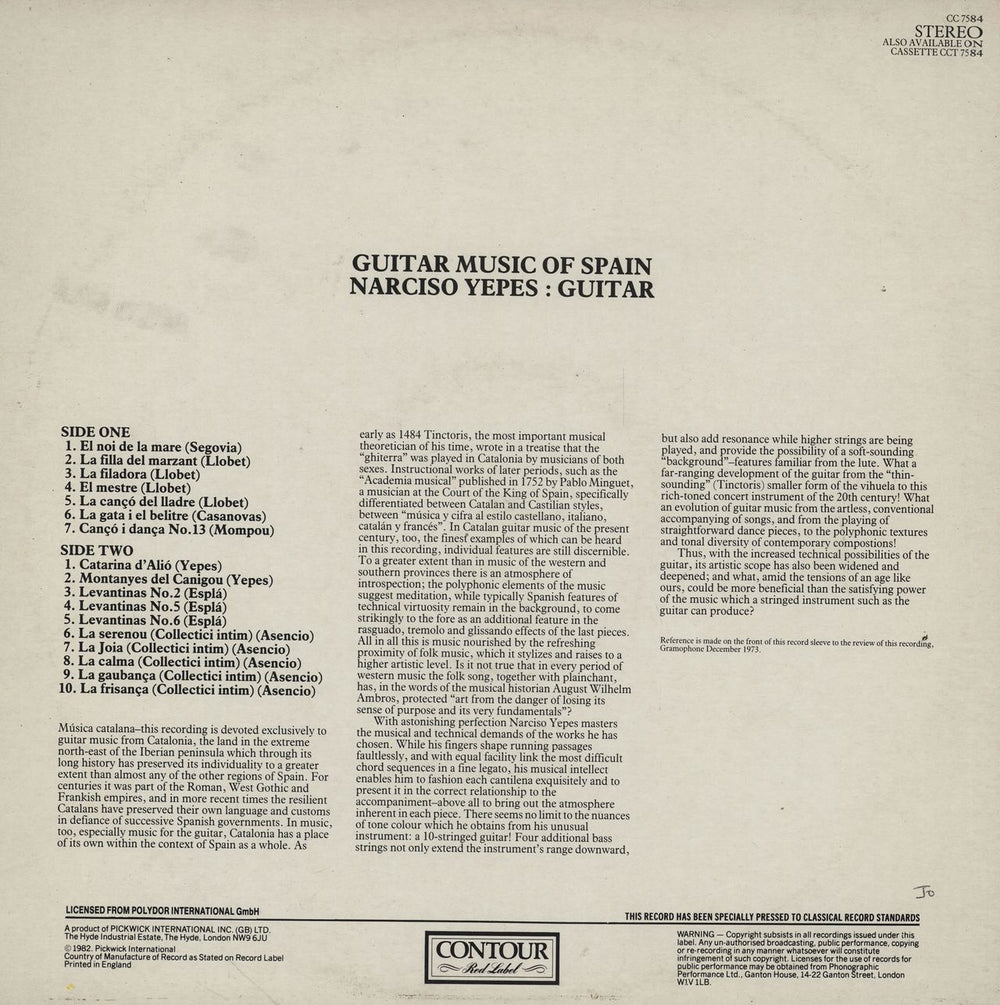 CC 7584
STEREO
ALSO AVAILABLE ON
CASSETTE CCT 7584
GUITAR MUSIC OF SPAIN
NARCISO YEPES : GUITAR
SIDE ONE
1. El noi de la mare (Segovia)
2. La filla del marzant (Llobet)
3. La filadora (Llobet)
4. El mestre (Llobet)
5. La cançó del lladre (Llobet)
6. La gata i el belitre (Casanovas)
7. Cançó i dança No.13 (Mompou)
SIDE TWO
1. Catarina d'Alió (Yepes)
2. Montanyes del Canigou (Yepes)
3. Levantinas No.2 (Esplá)
4. Levantinas No.5 (Esplá)
5. Levantinas No.6 (Esplá)
6. La serenou (Collectici intim) (Asencio)
7. La Joia (Collectici intim) (Asencio)
8. La calma (Collectici intim) (Asencio)
9. La gaubança (Collectici intim) (Asencio)
10. La frisança (Collectici intim) (Asencio)
Música catalana–this recording is devoted exclusively to
guitar music from Catalonia, the land in the extreme
north-east of the Iberian peninsula which through its
long history has preserved its individuality to a greater
extent than almost any of the other regions of Spain. For
centuries it was part of the Roman, West Gothic and
Frankish empires, and in more recent times the resilient
Catalans have preserved their own language and customs
in defiance of successive Spanish governments. In music,
too, especially music for the guitar, Catalonia has a place
of its own within the context of Spain as a whole. As
early as 1484 Tinctoris, the most important musical
theoretician of his time, wrote in a treatise that the
"ghiterra" was played in Catalonia by musicians of both
sexes. Instructional works of later periods, such as the
"Academia musical" published in 1752 by Pablo Minguet,
a musician at the Court of the King of Spain, specifically
differentiated between Catalan and Castilian styles,
between "música y cifra al estilo castellano, italiano,
catalán y francés". In Catalan guitar music of the present
century, too, the finesf examples of which can be heard
in this recording, individual features are still discernible.
To a greater extent than in music of the western and
southern provinces there is an atmosphere of
introspection; the polyphonic elements of the music
suggest meditation, while typically Spanish features of
technical virtuosity remain in the background, to come
strikingly to the fore as an additional feature in the
rasguado, tremolo and glissando effects of the last pieces.
All in all this is music nourished by the refreshing
proximity of folk music, which it stylizes and raises to a
higher artistic level. Is it not true that in every period of
western music the folk song, together with plainchant,
has, in the words of the musical historian August Wilhelm
Ambros, protected "art from the danger of losing its
sense of purpose and its very fundamentals"?
With astonishing perfection Narciso Yepes masters
the musical and technical demands of the works he has
chosen. While his fingers shape running passages
faultlessly, and with equal facility link the most difficult
chord sequences in a fine legato, his musical intellect
enables him to fashion each cantilena exquisitely and to
present it in the correct relationship to the
accompaniment–above all to bring out the atmosphere
inherent in each piece. There seems no limit to the nuances
of tone colour which he obtains from his unusual
instrument: a 10-stringed guitar! Four additional bass
strings not only extend the instrument's range downward,
but also add resonance while higher strings are being
played, and provide the possibility of a soft-sounding
"background"–features familiar from the lute. What a
far-ranging development of the guitar from the "thin-
sounding" (Tinctoris) smaller form of the vihuela to this
rich-toned concert instrument of the 20th century! What
an evolution of guitar music from the artless, conventional
accompanying of songs, and from the playing of
straightforward dance pieces, to the polyphonic textures
and tonal diversity of contemporary compostions!
Thus, with the increased technical possibilities of the
guitar, its artistic scope has also been widened and
deepened; and what, amid the tensions of an age like
ours, could be more beneficial than the satisfying power
of the music which a stringed instrument such as the
guitar can produce?
Reference is made on the front of this record sleeve to the review of this recording,
Gramophone December 1973.
Jo
LICENSED FROM POLYDOR INTERNATIONAL GmbH
THIS RECORD HAS BEEN SPECIALLY PRESSED TO CLASSICAL RECORD STANDARDS
A product of PICKWICK INTERNATIONAL INC. (GB) LTD.
The Hyde Industrial Estate, The Hyde, London NW9 6JU
© 1982. Pickwick International
Country of Manufacture of Record as Stated on Record Label
Printed in England
CONTOUR
Red Label
WARNING — Copyright subsists in all recordings issued under this
label. Any un-authorised broadcasting, public performance, copying
or re-recording in any manner whatsoever will constitute
infringement of such copyright. Licenses for the use of records for
public performance may be obtained from Phonographic
Performance Ltd., Ganton House, 14-22 Ganton Street, London
W1V 1LB.